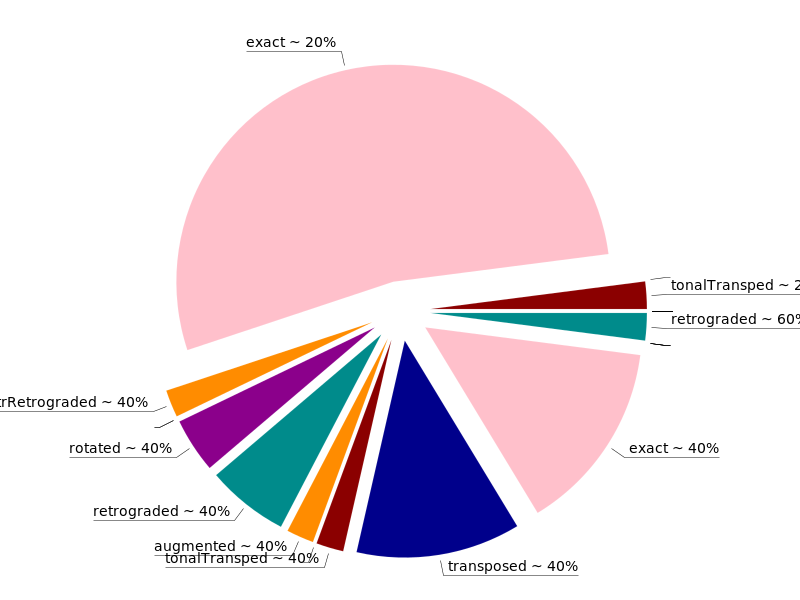 exact ~ 20%
tonalTransped ~ 2
retrograded ~ 60%
trRetrograded ~ 40%
rotated ~ 40%
exact ~ 40%
retrograded ~ 40%
augmented ~ 40%
tonalTransped ~ 40%
transposed ~ 40%